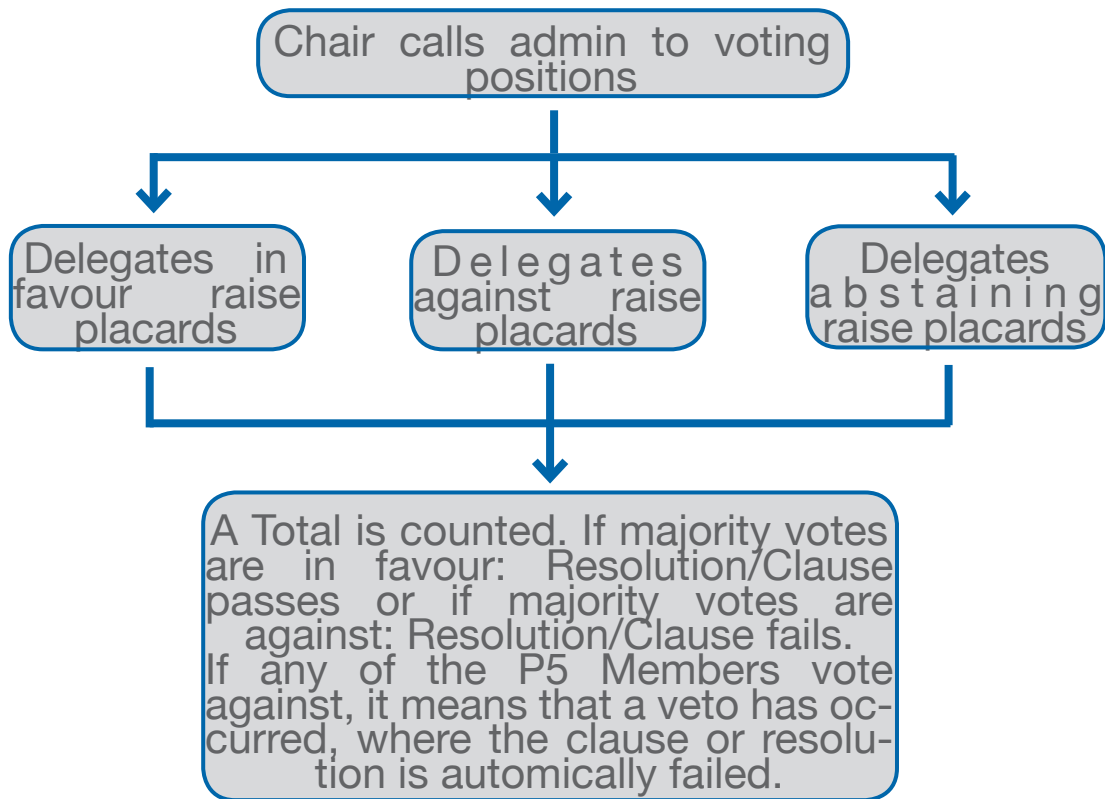 Chair calls admin to voting
positions
Delegates in
favour raise
placards
Delegates
against raise
placards
Delegates
abstaining
raise placards
A Total is counted. If majority votes
are in favour: Resolution/Clause
passes or if majority votes are
against: Resolution/Clause fails.
If any of the P5 Members vote
against, it means that a veto has oc-
curred, where the clause or resolu-
tion is automically failed.